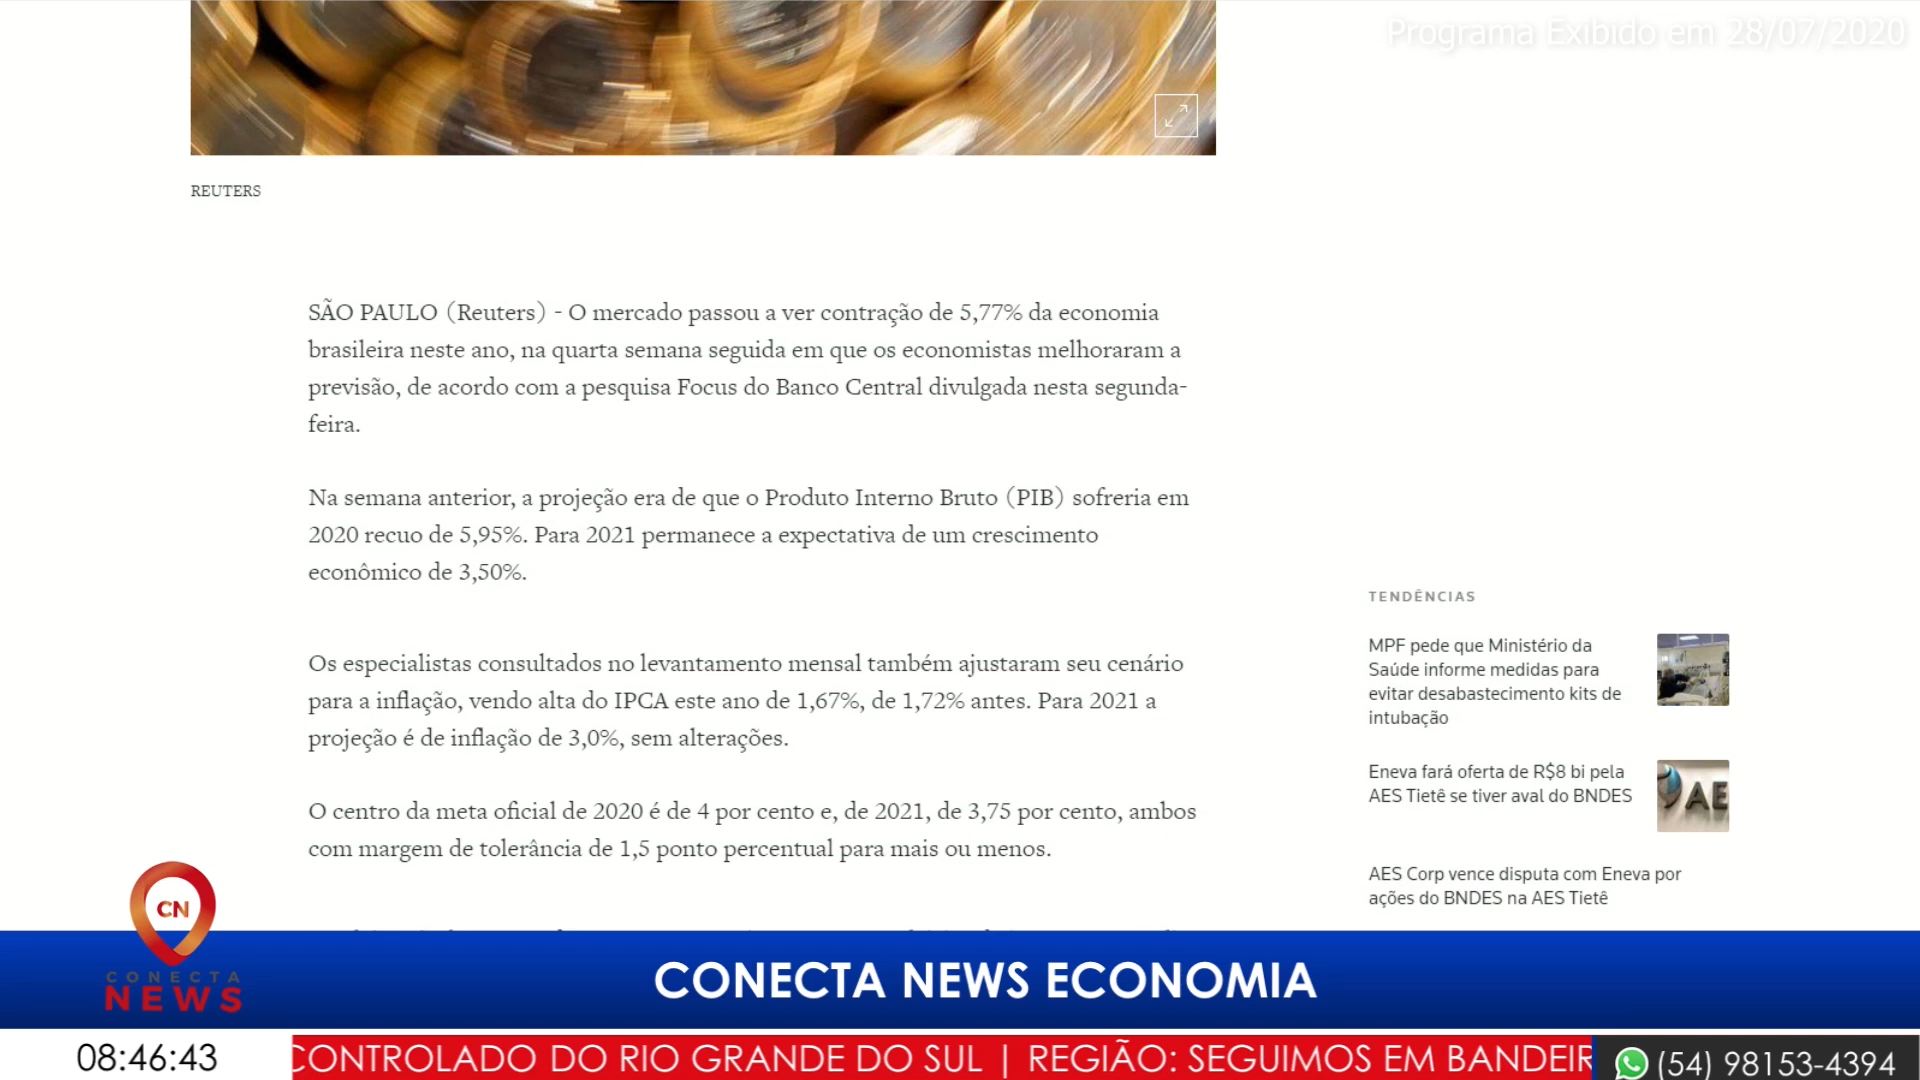 Programa Exibido em 28/07/2020
REUTERS
SÃO PAULO (Reuters) - O mercado passou a ver contração de 5,77% da economia
brasileira neste ano, na quarta semana seguida em que os economistas melhoraram a
previsão, de acordo com a pesquisa Focus do Banco Central divulgada nesta segunda-
feira.
Na semana anterior, a projeção era de que o Produto Interno Bruto (PIB) sofreria em
2020 recuo de 5,95%. Para 2021 permanece a expectativa de um crescimento
econômico de 3,50%.
Os especialistas consultados no levantamento mensal também ajustaram seu cenário
para a inflação, vendo alta do IPCA este ano de 1,67%, de 1,72% antes. Para 2021 a
projeção é de inflação de 3,0%, sem alterações.
O centro da meta oficial de 2020 é de 4 por cento e, de 2021, de 3,75 por cento, ambos
com margem de tolerância de 1,5 ponto percentual para mais ou menos.
TENDÊNCIAS
MPF pede que Ministério da
Saúde informe medidas para
evitar desabastecimento kits de
intubação
Eneva fará oferta de R$8 bi pela
AES Tietê se tiver aval do BNDES
AE
AES Corp vence disputa com Eneva por
ações do BNDES na AES Tietê
CN
CONECTA
NEWS
CONECTA NEWS ECONOMIA
08:46:43
CONTROLADO DO RIO GRANDE DO SUL | REGIÃO: SEGUIMOS EM BANDEIR
(54) 98153-4394